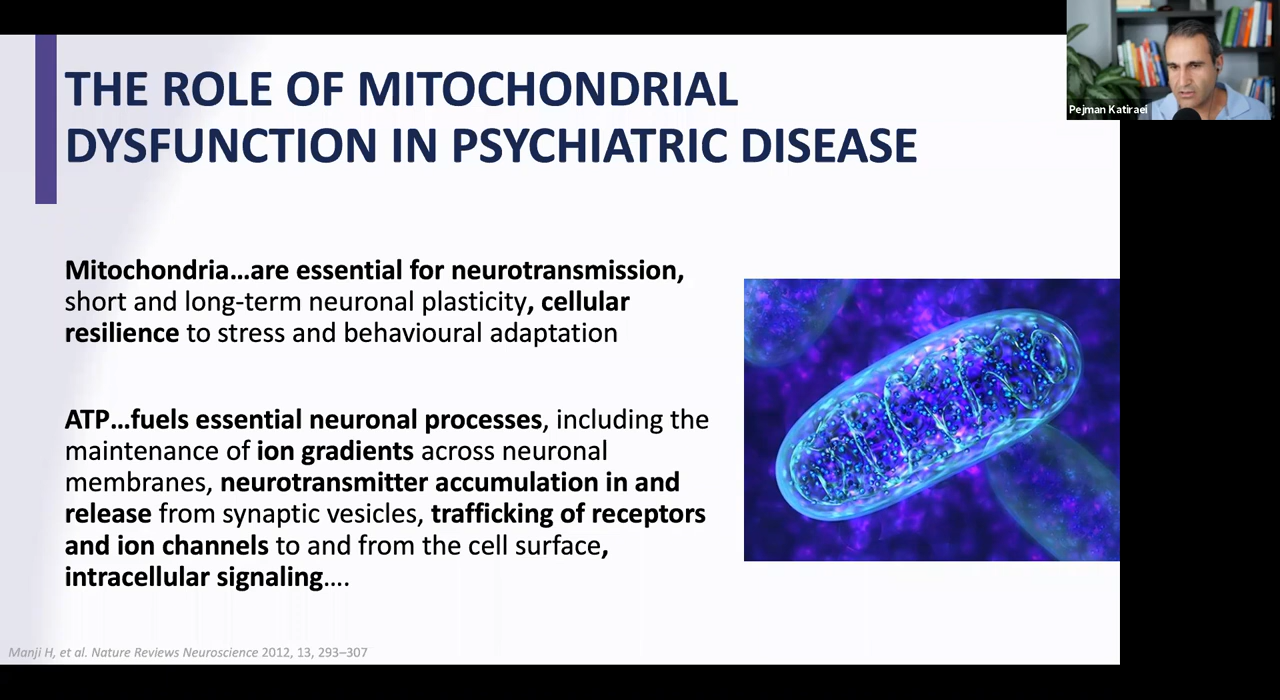 THE ROLE OF MITOCHONDRIAL
DYSFUNCTION IN PSYCHIATRIC DISEASE
Pejman Katiraei
Mitochondria...are essential for neurotransmission,
short and long-term neuronal plasticity, cellular
resilience to stress and behavioural adaptation
ATP...fuels essential neuronal processes, including the
maintenance of ion gradients across neuronal
membranes, neurotransmitter accumulation in and
release from synaptic vesicles, trafficking of receptors
and ion channels to and from the cell surface,
intracellular signaling....
Manji H, et al. Nature Reviews Neuroscience 2012, 13, 293–307